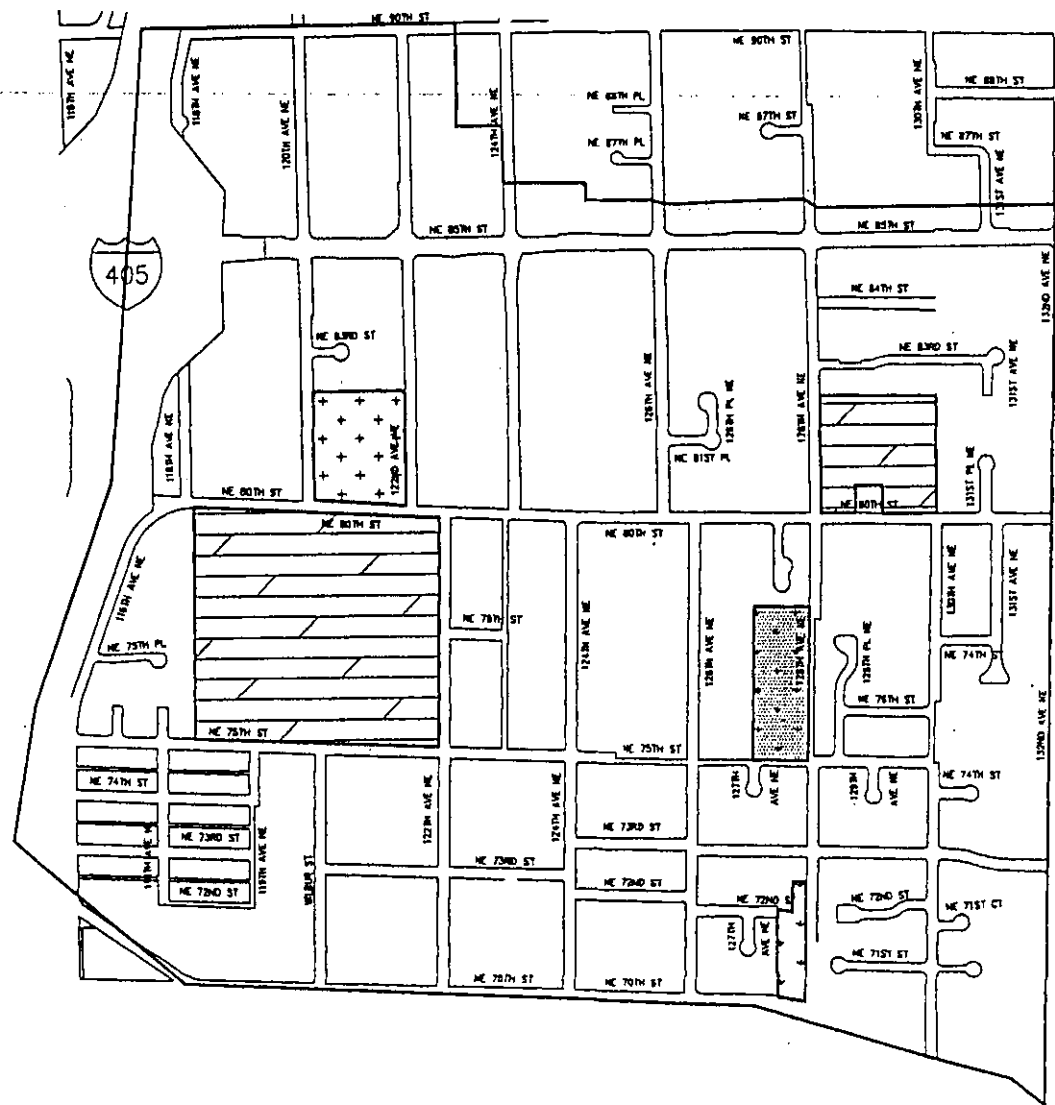 NE 90TH ST
NE 90TH ST
118TH AVE NE
120TH AVE NE
124TH AVE NE
NE 88TH PL
NE 87TH PL
NE 87TH ST
130TH AVE NE
NE 88TH ST
NE 87TH ST
131ST AVE NE
NE 85TH ST
NE 85TH ST
405
NE 84TH ST
132ND AVE NE
NE 83RD ST
NE 83RD ST
131ST AVE NE
126TH AVE NE
128TH AVE NE
118TH AVE NE
122ND AVE NE
NE 81ST PL
NE 80TH ST
NE 80TH ST
131ST PL NE
NE 80TH ST
NE 80TH ST
116TH AVE NE
130TH AVE NE
131ST AVE NE
NE 78TH ST
124TH AVE NE
126TH AVE NE
128TH AVE NE
NE 75TH PL
NE 74TH S
NE 76TH ST
132ND AVE NE
NE 75TH ST
NE 75TH ST
NE 74TH ST
127TH
AVE NE
129TH
AVE NE
NE 74TH ST
122TH AVE NE
124TH AVE NE
NE 73RD ST
NE 73RD ST
NE 73RD ST
119TH AVE NE
WILBUR ST
NE 72ND ST
NE 72ND ST
NE 72ND S
NE 72ND ST
NE 71ST CT
127TH
AVE NE
NE 71ST ST
NE 70TH ST
NE 70TH ST